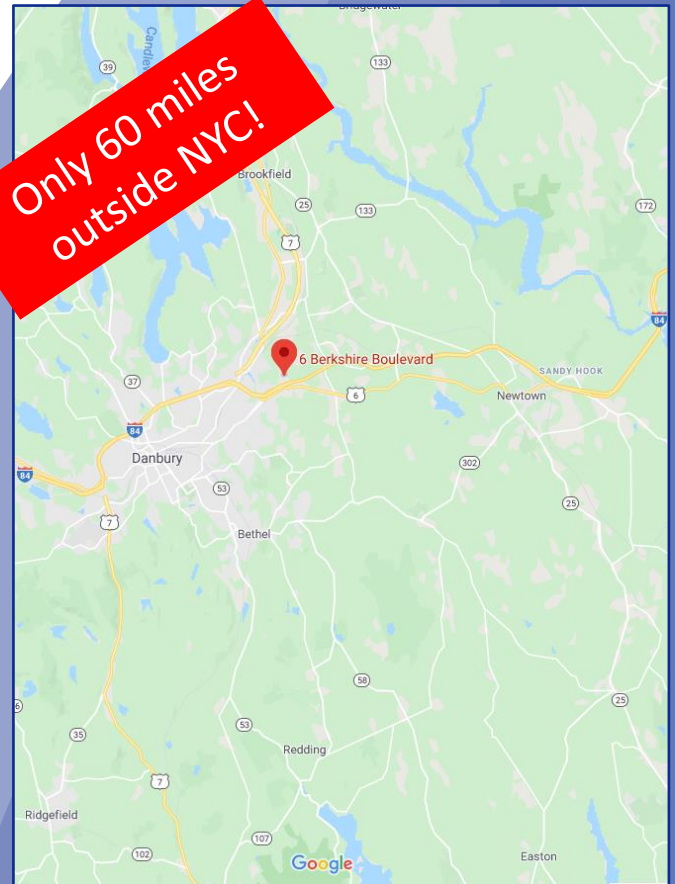 Bridgewater
Candlew
39
133
Only 60 miles
outside NYC!
Brookfield
25
133
172
7
84
6 Berkshire Boulevard
SANDY HOOK
37
6
Newtown
84
Danbury
302
84
53
25
7
Bethel
58
6
25
53
35
Redding
7
Ridgefield
107
102
Easton
Google